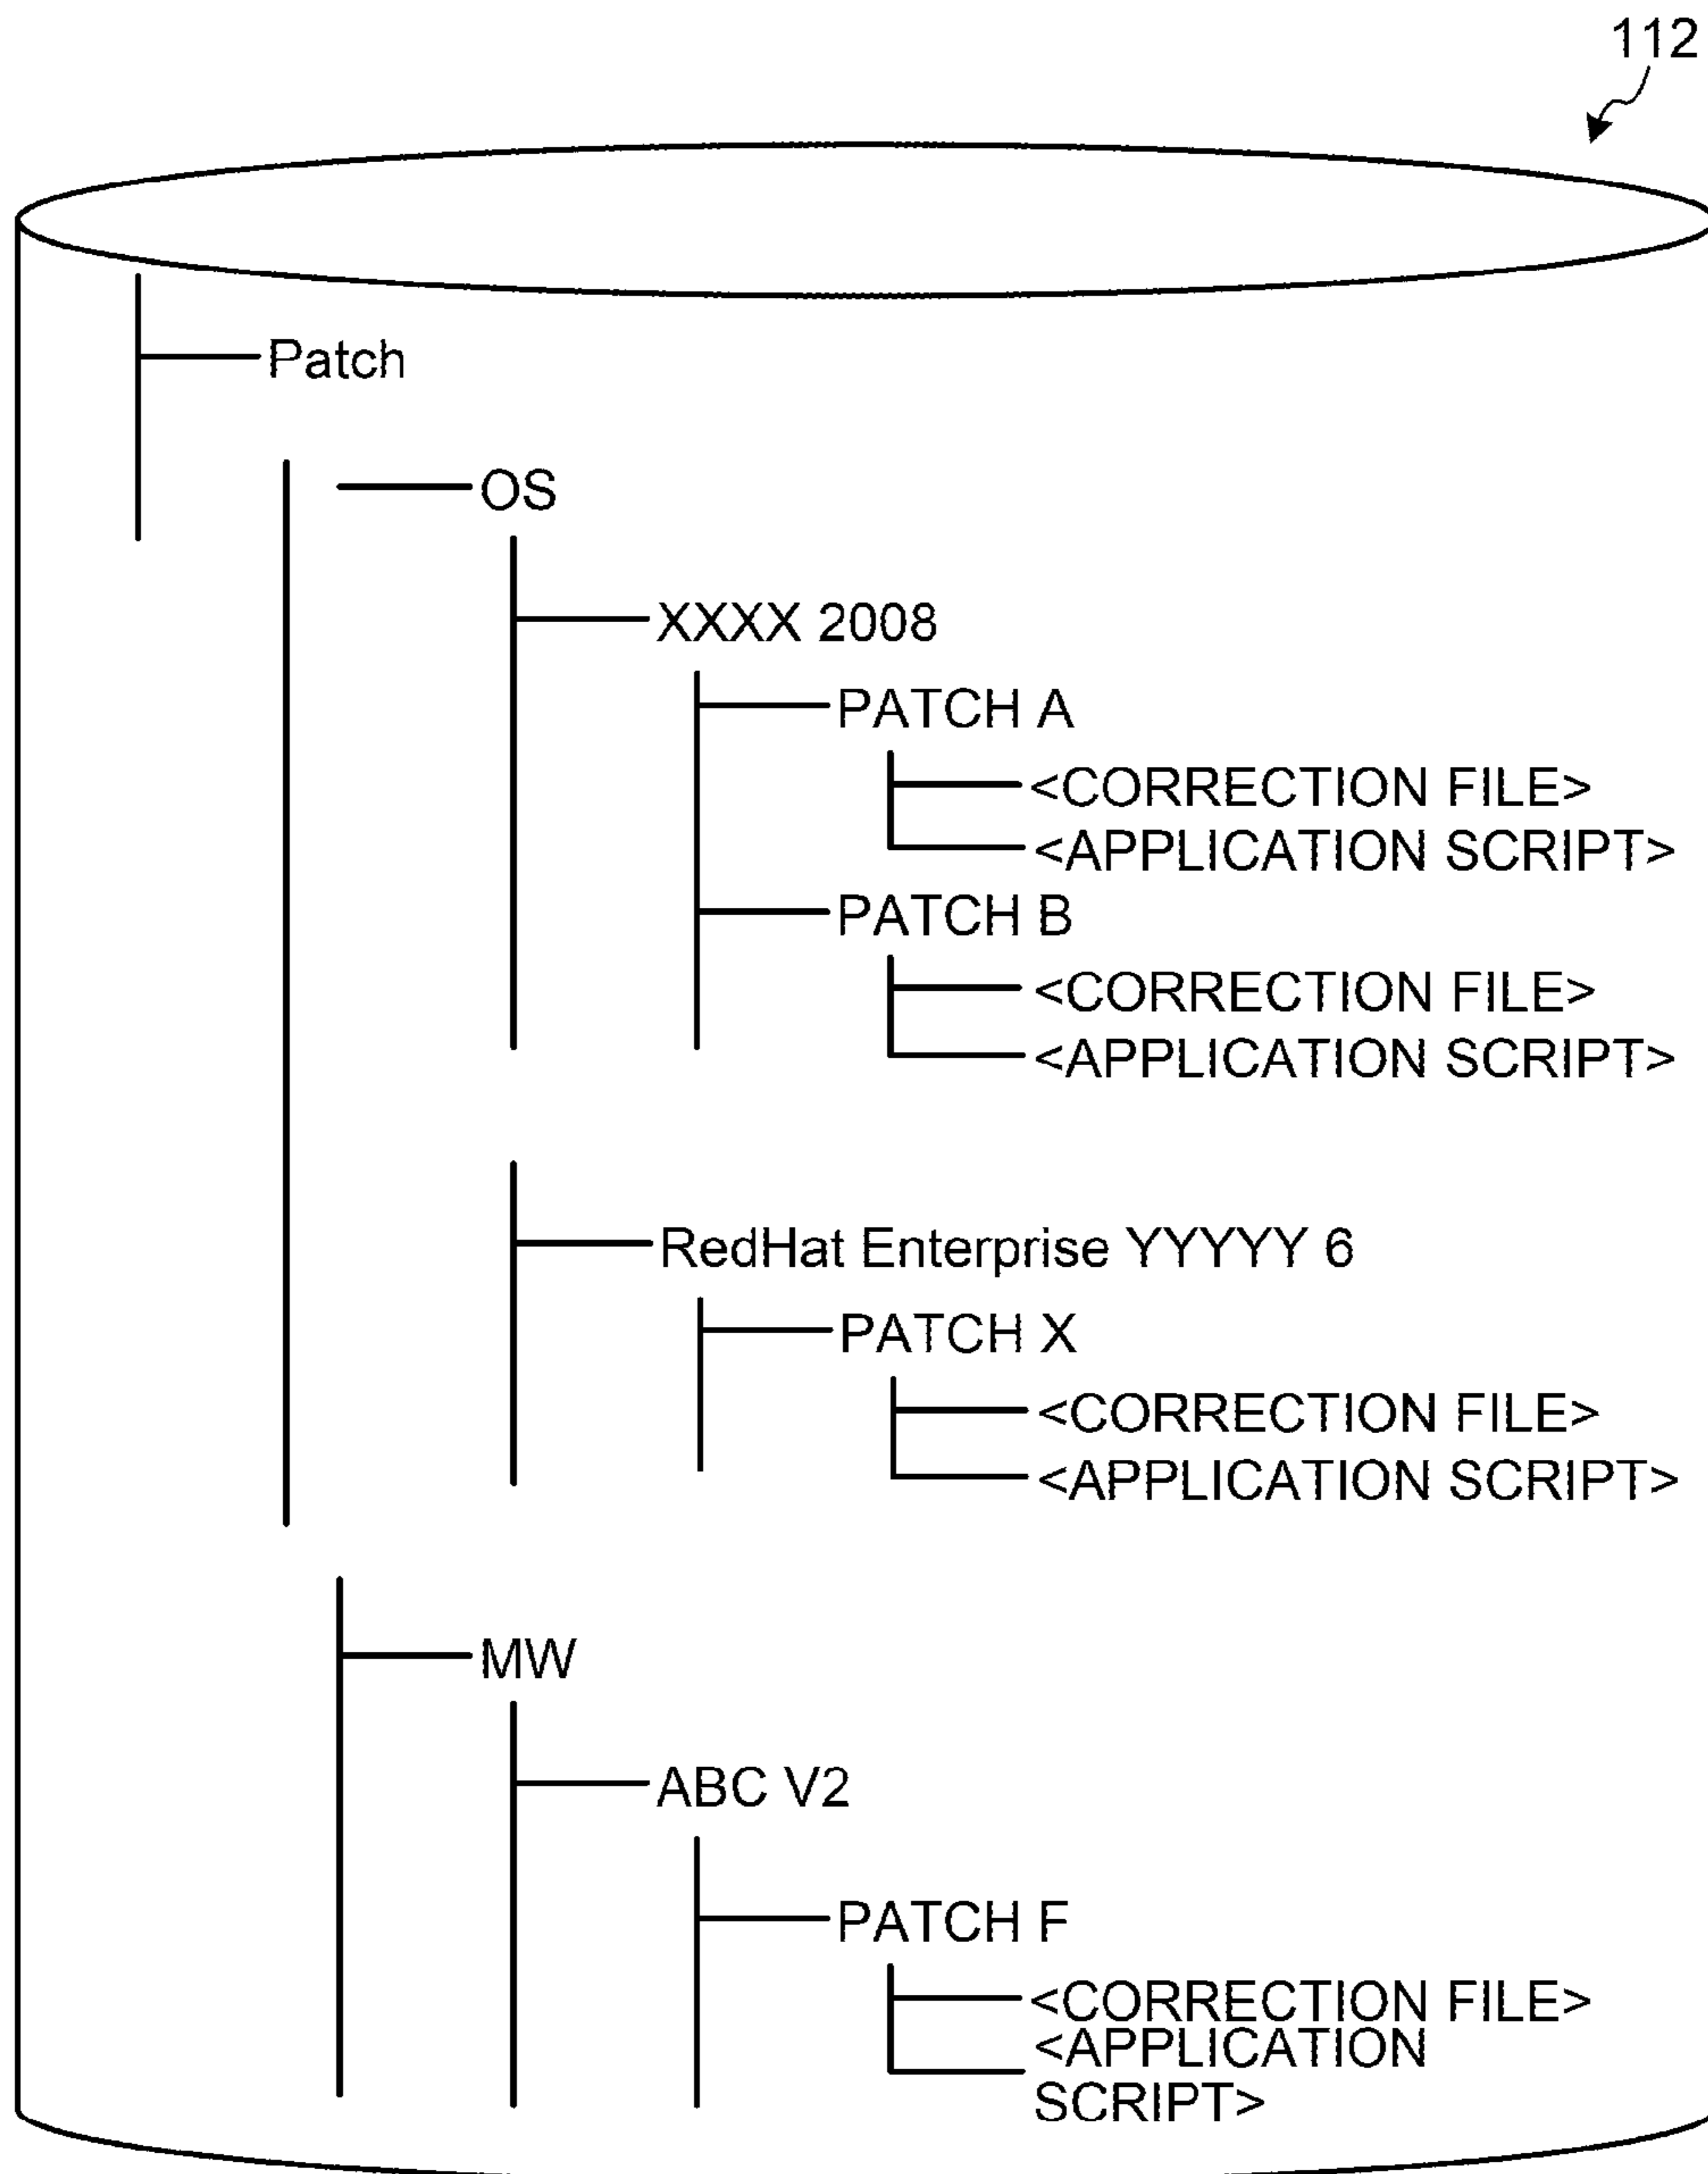 112
Patch
OS
XXXX 2008
PATCH A
<CORRECTION FILE>
<APPLICATION SCRIPT>
PATCH B
<CORRECTION FILE>
<APPLICATION SCRIPT>
RedHat Enterprise YYYYY 6
PATCH X
<CORRECTION FILE>
<APPLICATION SCRIPT>
MW
ABC V2
PATCH F
<CORRECTION FILE>
<APPLICATION
SCRIPT>